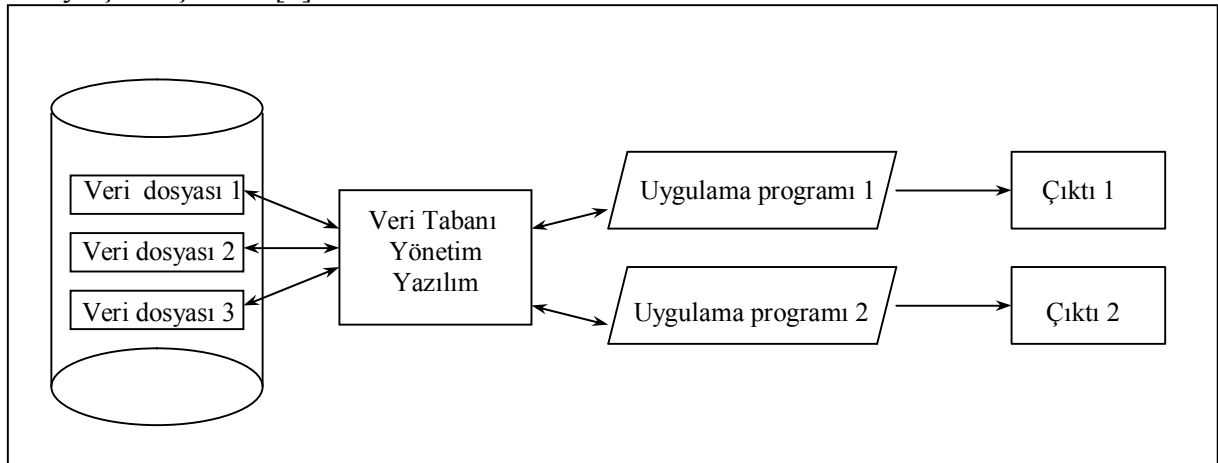 Veri dosyası 1
Veri dosyası 2
Veri dosyası 3
Veri Tabanı
Yönetim
Yazılım
Uygulama programı 1
Çıktı 1
Uygulama programı 2
Çıktı 2